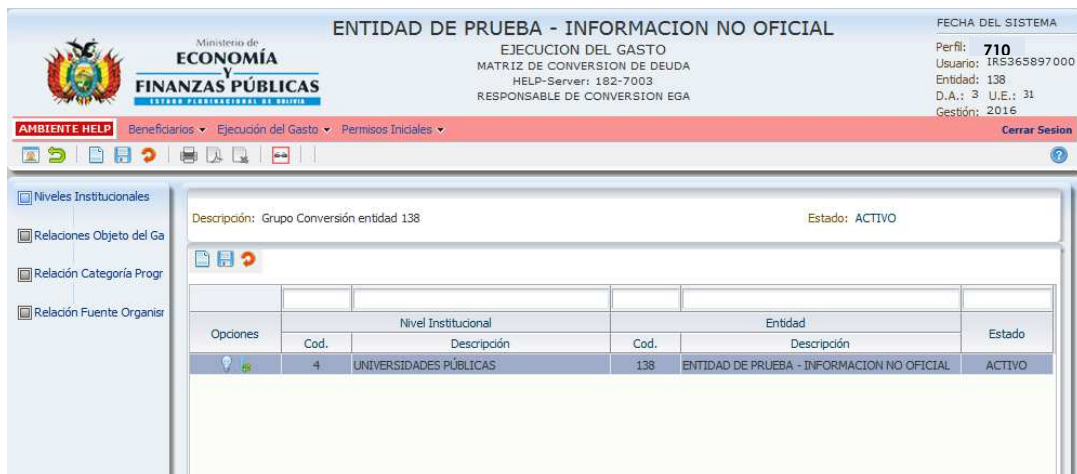 ENTIDAD DE PRUEBA - INFORMACION NO OFICIAL
EJECUCION DEL GASTO
MATRIZ DE CONVERSION DE DEUDA
HELP-Server: 182-7003
RESPONSABLE DE CONVERSION EGA
Ministerio de
ECONOMÍA
Y
FINANZAS PÚBLICAS
ESTADO PLURINACIONAL DE BOLIVIA
FECHA DEL SISTEMA
Perfil: 710
Usuario: IRS365897000
Entidad: 138
D.A.: 3 U.E.: 31
Gestión: 2016
AMBIENTE HELP Beneficiarios Ejecución del Gasto Permisos Iniciales Cerrar Sesion
Niveles Institucionales
Relaciones Objeto del Ga
Relación Categoría Progr
Relación Fuente Organisr
Descripción: Grupo Conversión entidad 138 Estado: ACTIVO
Opciones Nivel Institucional Entidad Estado
Cod. Descripción Cod. Descripción
4 UNIVERSIDADES PÚBLICAS 138 ENTIDAD DE PRUEBA - INFORMACION NO OFICIAL ACTIVO